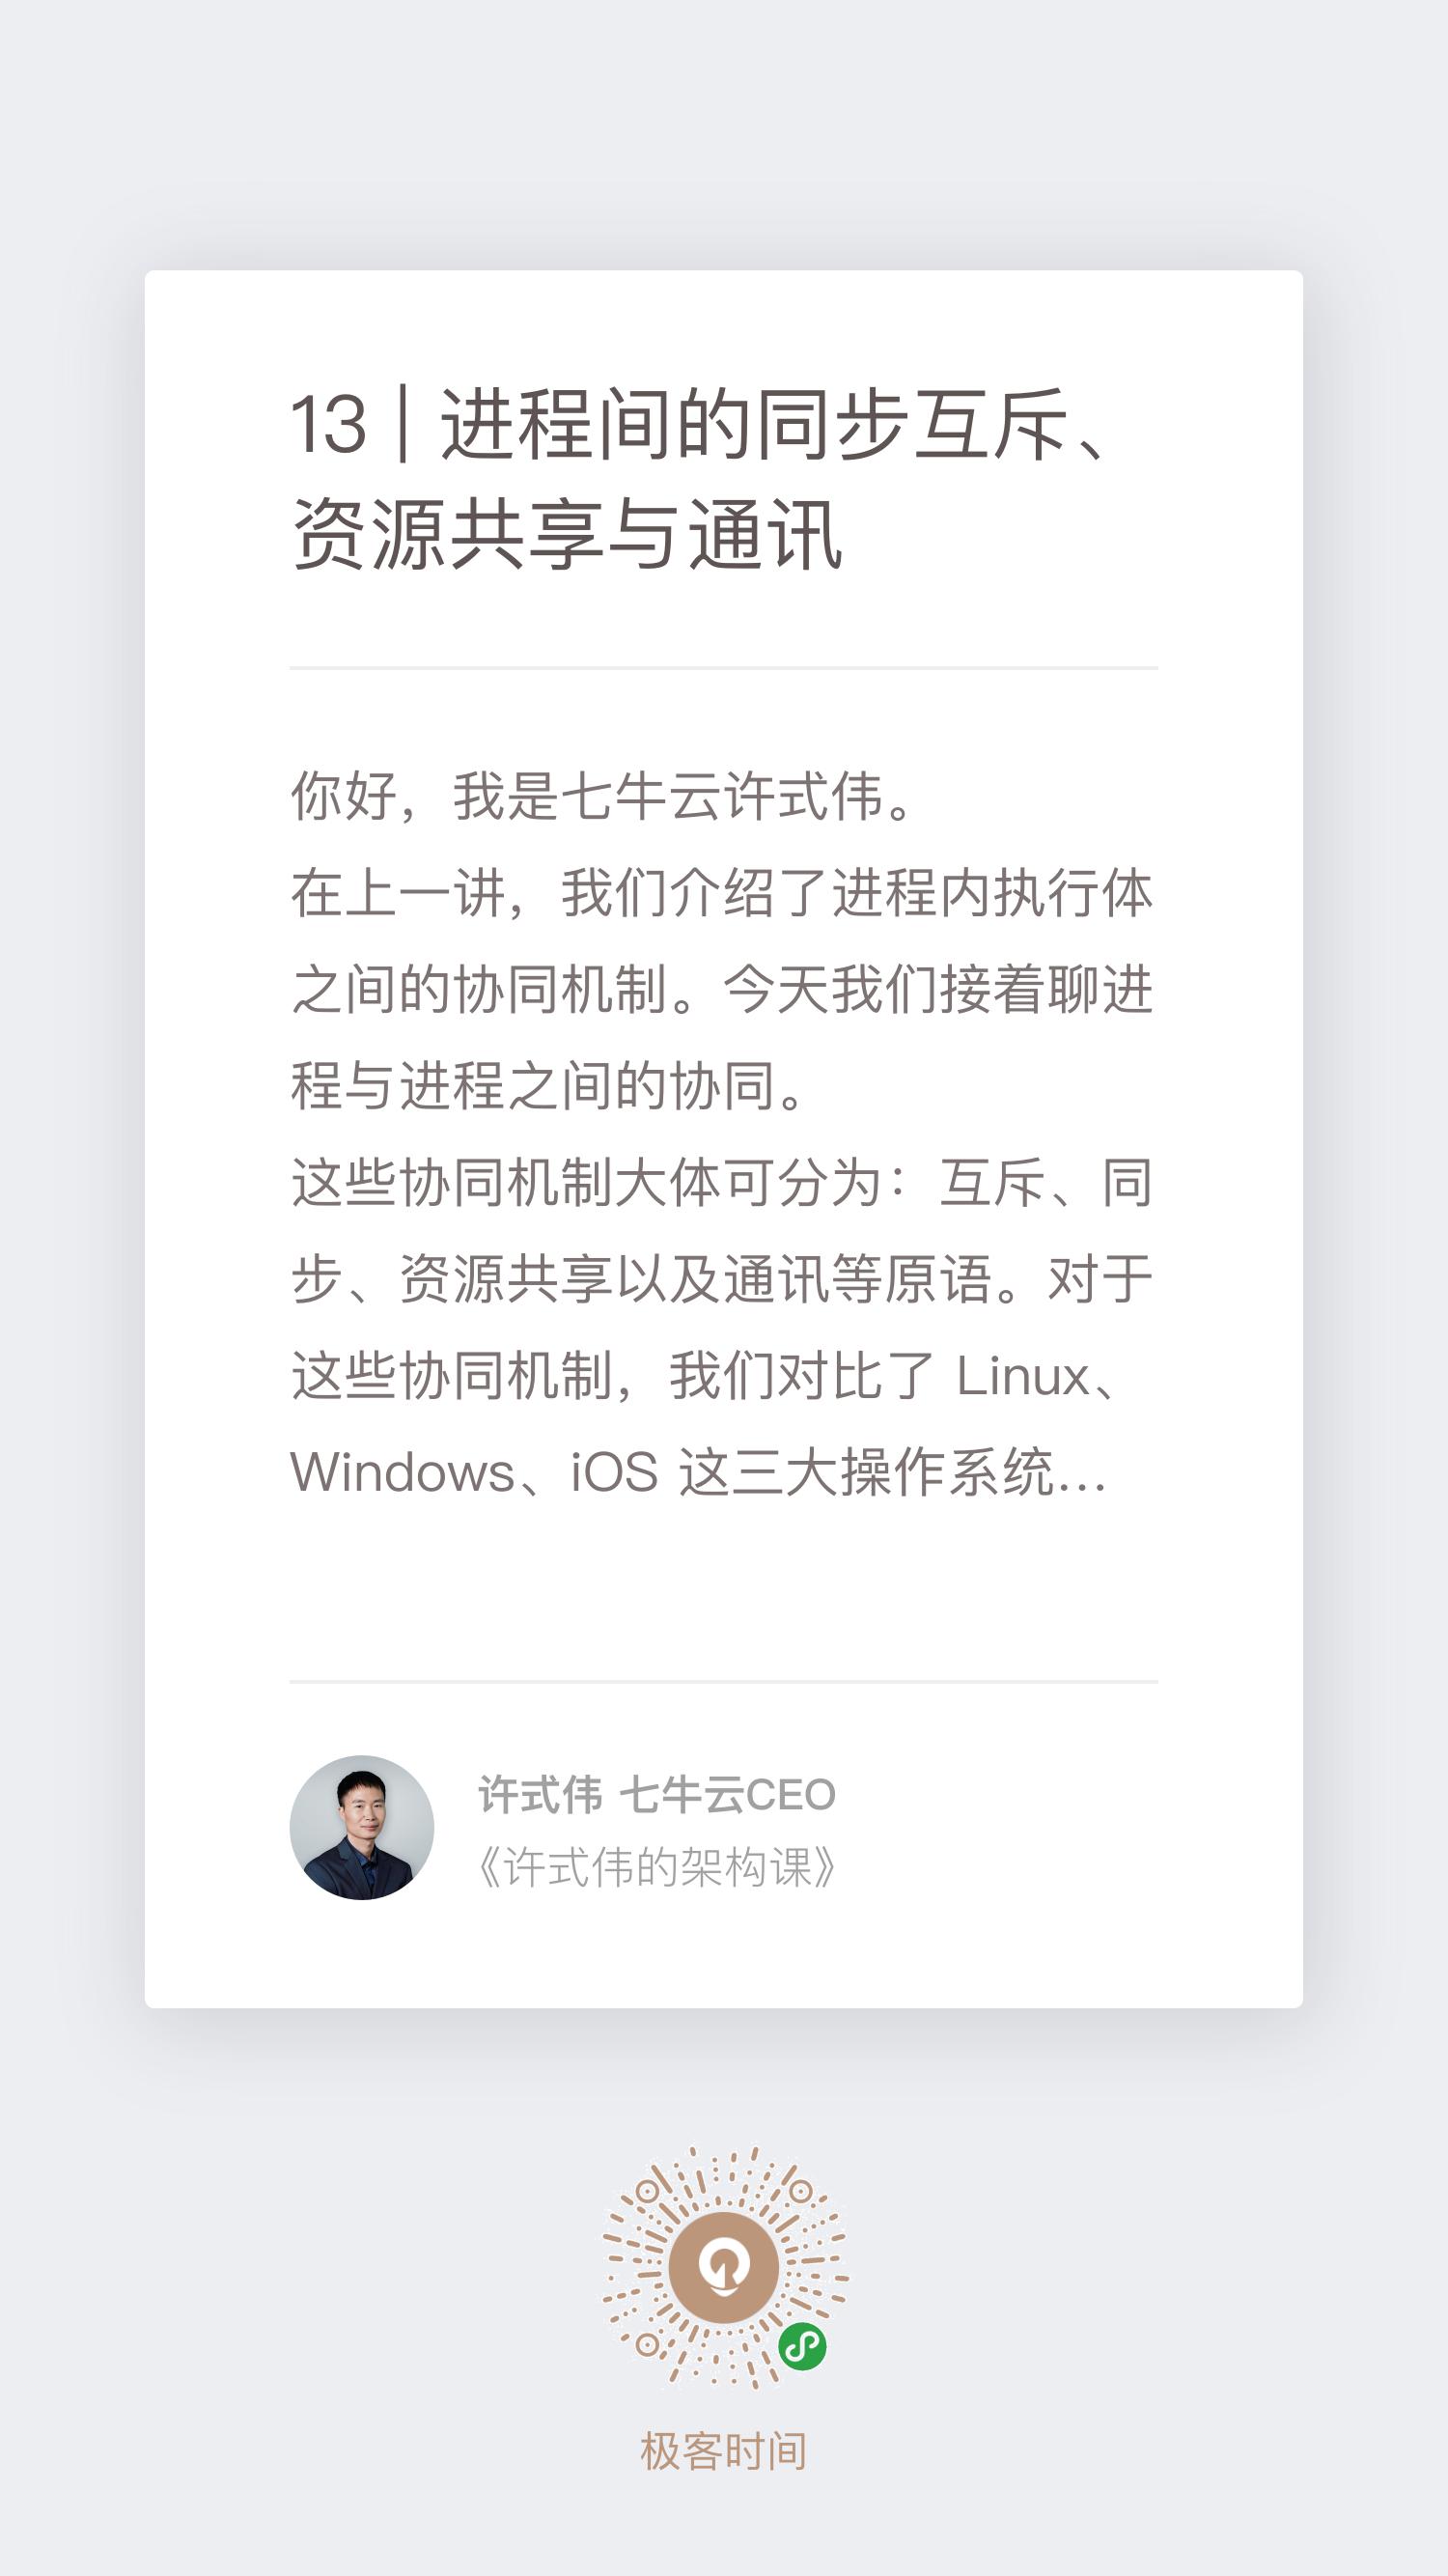 13 | 进程间的同步互斥、
资源共享与通讯
你好，我是七牛云许式伟。
在上一讲，我们介绍了进程内执行体
之间的协同机制。今天我们接着聊进
程与进程之间的协同。
这些协同机制大体可分为：互斥、同
步、资源共享以及通讯等原语。对于
这些协同机制，我们对比了 Linux、
Windows、iOS 这三大操作系统...
许式伟 七牛云CEO
《许式伟的架构课》
极客时间